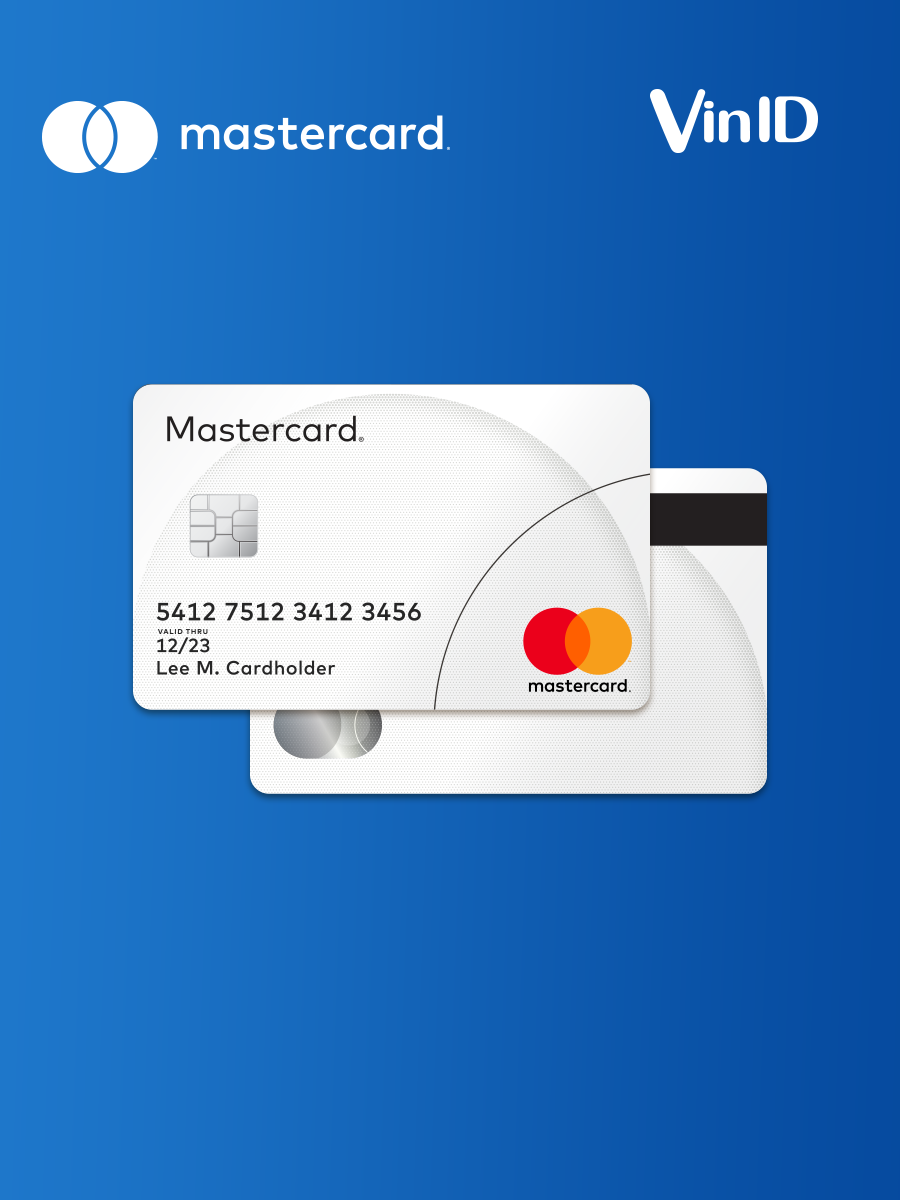 mastercard.
VinID
Mastercard®
5412 7512 3412 3456
VALID THRU
12/23
Lee M. Cardholder
mastercard.